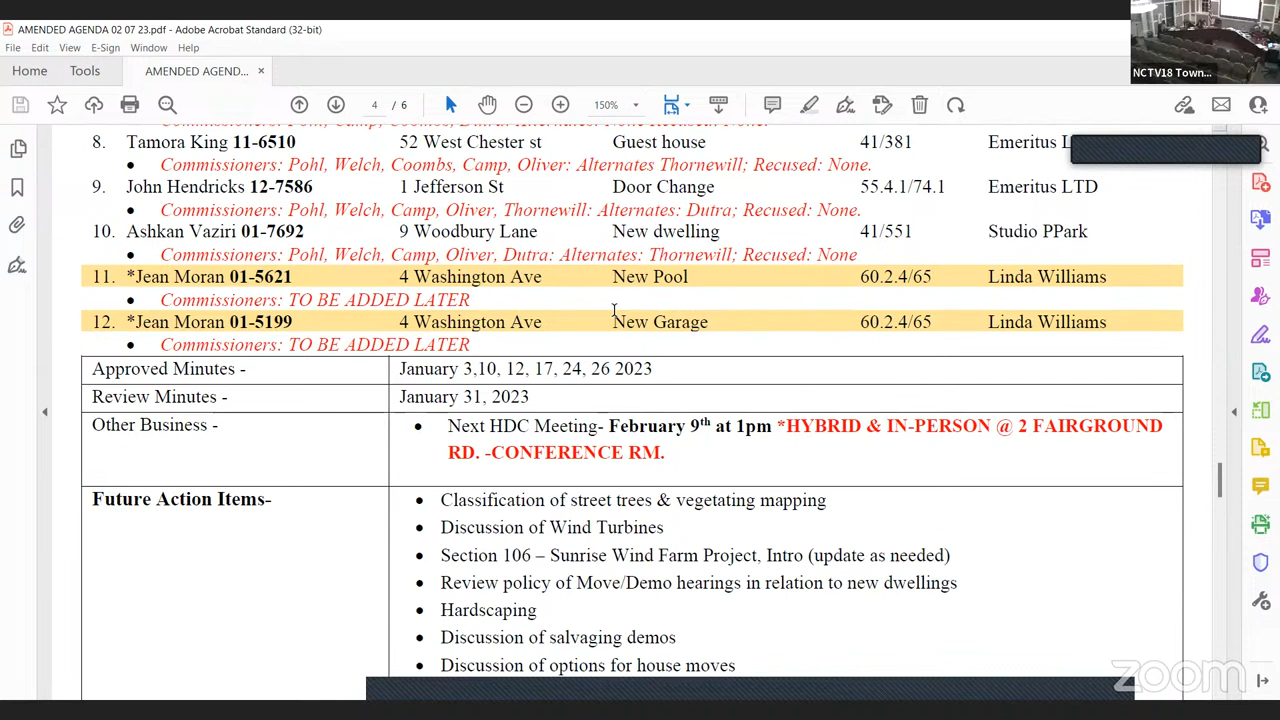 AMENDED AGENDA 02 07 23.pdf - Adobe Acrobat Standard (32-bit)
File Edit View E-Sign Window Help
Home Tools AMENDED AGEND... ×
4 / 6 150%
NCTV18 Town...
8. Tamora King 11-6510 52 West Chester st Guest house 41/381 Emeritus
• Commissioners: Pohl, Welch, Coombs, Camp, Oliver: Alternates Thornewill; Recused: None.
9. John Hendricks 12-7586 1 Jefferson St Door Change 55.4.1/74.1 Emeritus LTD
• Commissioners: Pohl, Welch, Camp, Oliver, Thornewill: Alternates: Dutra; Recused: None.
10. Ashkan Vaziri 01-7692 9 Woodbury Lane New dwelling 41/551 Studio PPark
• Commissioners: Pohl, Welch, Camp, Oliver, Dutra: Alternates: Thornewill; Recused: None
11. *Jean Moran 01-5621 4 Washington Ave New Pool 60.2.4/65 Linda Williams
• Commissioners: TO BE ADDED LATER
12. *Jean Moran 01-5199 4 Washington Ave New Garage 60.2.4/65 Linda Williams
• Commissioners: TO BE ADDED LATER
Approved Minutes - January 3,10, 12, 17, 24, 26 2023
Review Minutes - January 31, 2023
Other Business - • Next HDC Meeting- February 9th at 1pm *HYBRID & IN-PERSON @ 2 FAIRGROUND
RD. -CONFERENCE RM.
Future Action Items- • Classification of street trees & vegetating mapping
• Discussion of Wind Turbines
• Section 106 – Sunrise Wind Farm Project, Intro (update as needed)
• Review policy of Move/Demo hearings in relation to new dwellings
• Hardscaping
• Discussion of salvaging demos
• Discussion of options for house moves
zoom